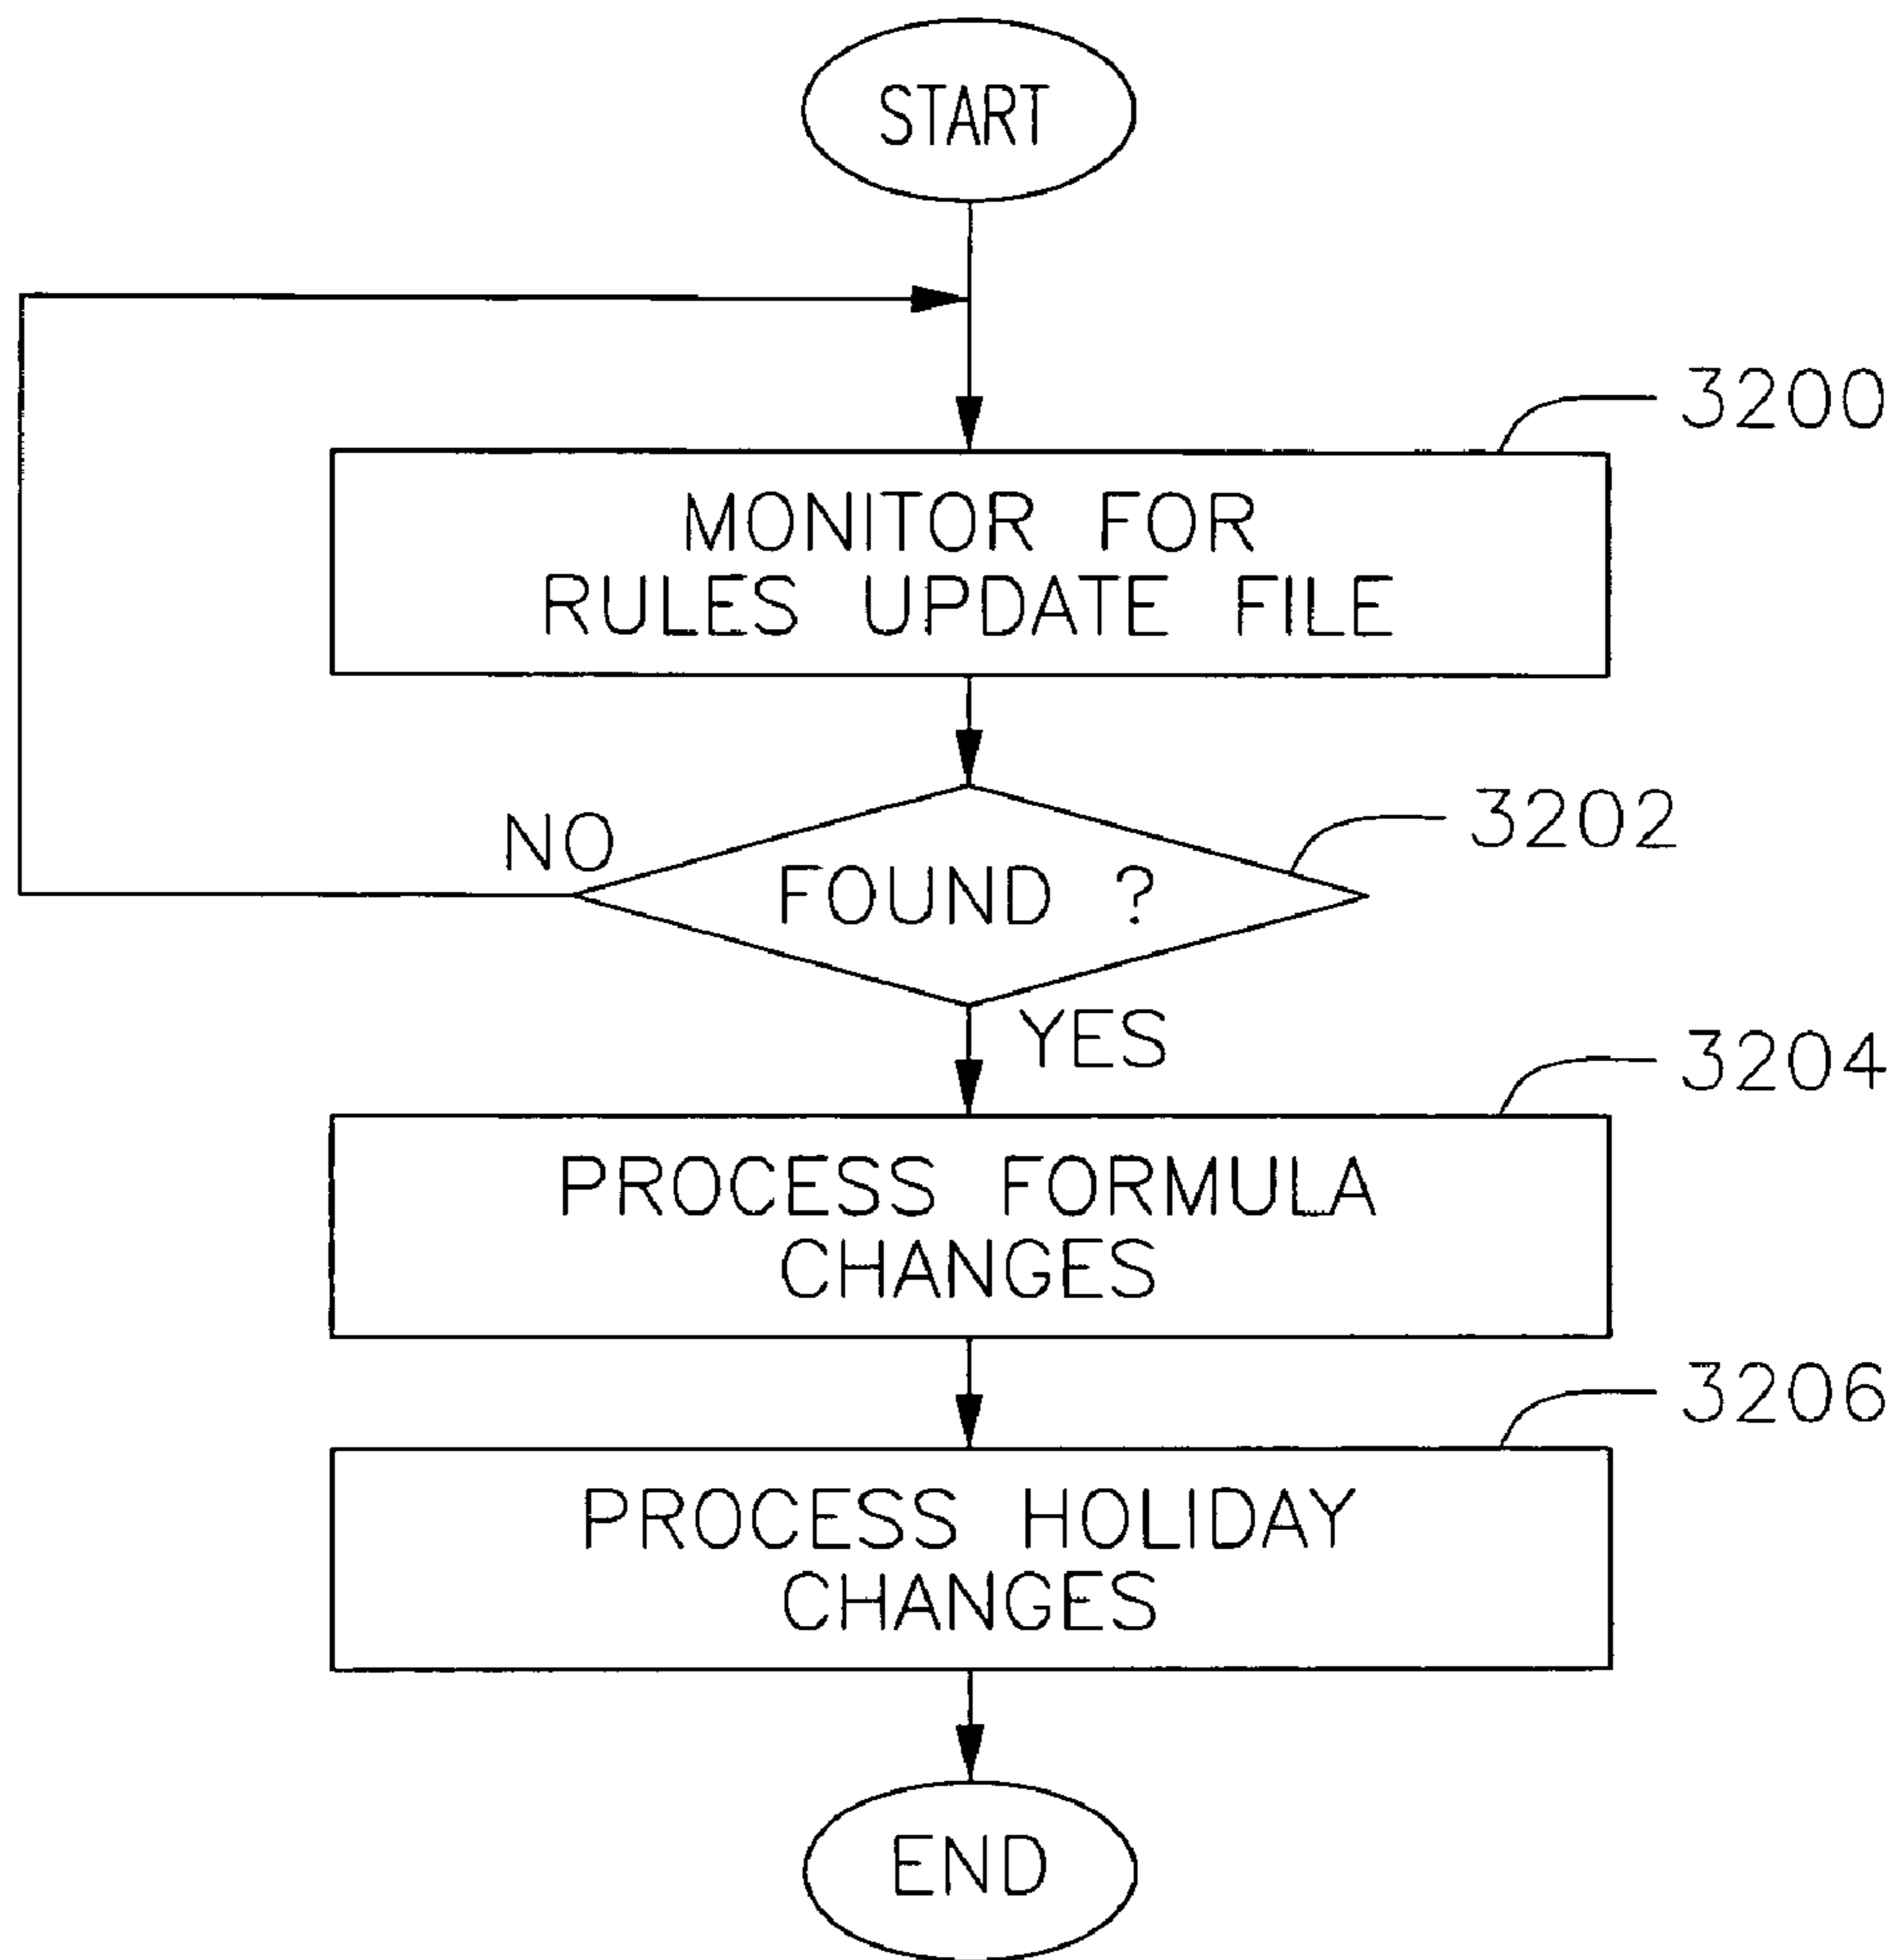 START
3200
MONITOR FOR
RULES UPDATE FILE
3202
NO
FOUND ?
YES
3204
PROCESS FORMULA
CHANGES
3206
PROCESS HOLIDAY
CHANGES
END